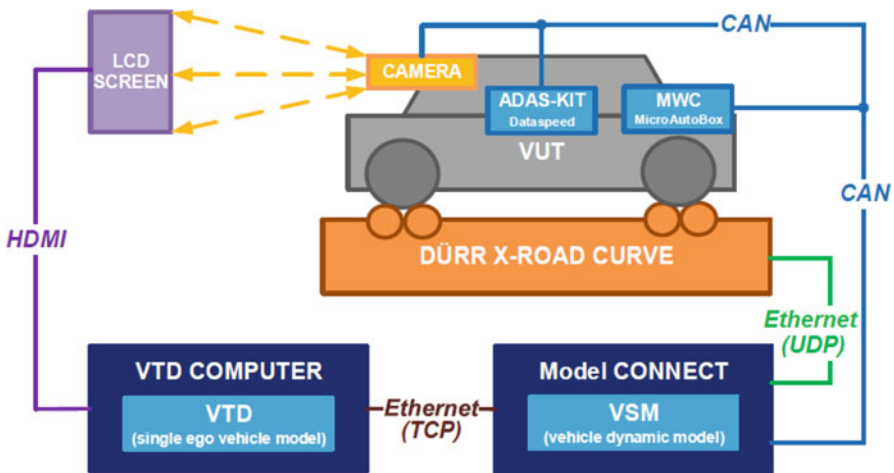 LCD
SCREEN
CAMERA
CAN
ADAS-KIT
Dataspeed
MWC
MicroAutoBox
VUT
CAN
HDMI
DÜRR X-ROAD CURVE
Ethernet
(UDP)
VTD COMPUTER
VTD
(single ego vehicle model)
Ethernet
(TCP)
Model CONNECT
VSM
(vehicle dynamic model)